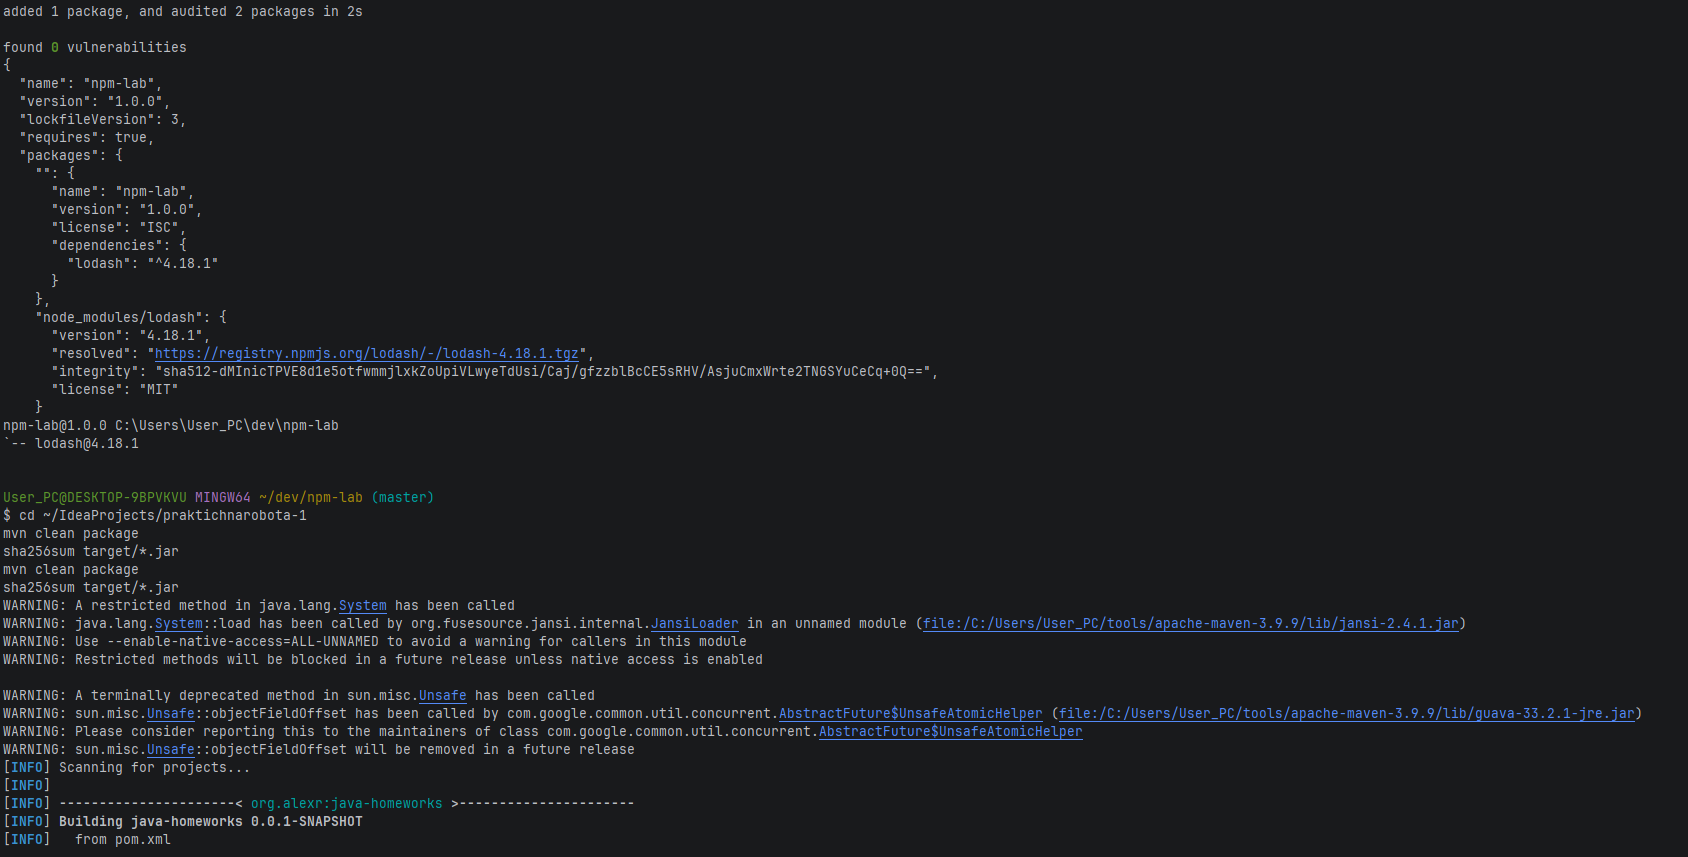 added 1 package, and audited 2 packages in 2s
found 0 vulnerabilities
{
  "name": "npm-lab",
  "version": "1.0.0",
  "lockfileVersion": 3,
  "requires": true,
  "packages": {
    "": {
      "name": "npm-lab",
      "version": "1.0.0",
      "license": "ISC",
      "dependencies": {
        "lodash": "^4.18.1"
      }
    },
    "node_modules/lodash": {
      "version": "4.18.1",
      "resolved": "https://registry.npmjs.org/lodash/-/lodash-4.18.1.tgz",
      "integrity": "sha512-dMInicTPVE8d1e5otfwmmjlxkZoUpiVLwyeTdUsi/Caj/gfzzblBcCE5sRHV/AsjuCmxWrte2TNGSYuCeCq+0Q==",
      "license": "MIT"
    }
npm-lab@1.0.0 C:\Users\User_PC\dev\npm-lab
`-- lodash@4.18.1
User_PC@DESKTOP-9BPVKVU MINGW64 ~/dev/npm-lab (master)
$ cd ~/IdeaProjects/praktichnarobota-1
mvn clean package
sha256sum target/*.jar
mvn clean package
sha256sum target/*.jar
WARNING: A restricted method in java.lang.System has been called
WARNING: java.lang.System::load has been called by org.fusesource.jansi.internal.JansiLoader in an unnamed module (file:/C:/Users/User_PC/tools/apache-maven-3.9.9/lib/jansi-2.4.1.jar)
WARNING: Use --enable-native-access=ALL-UNNAMED to avoid a warning for callers in this module
WARNING: Restricted methods will be blocked in a future release unless native access is enabled
WARNING: A terminally deprecated method in sun.misc.Unsafe has been called
WARNING: sun.misc.Unsafe::objectFieldOffset has been called by com.google.common.util.concurrent.AbstractFuture$UnsafeAtomicHelper (file:/C:/Users/User_PC/tools/apache-maven-3.9.9/lib/guava-33.2.1-jre.jar)
WARNING: Please consider reporting this to the maintainers of class com.google.common.util.concurrent.AbstractFuture$UnsafeAtomicHelper
WARNING: sun.misc.Unsafe::objectFieldOffset will be removed in a future release
[INFO] Scanning for projects...
[INFO]
[INFO] ----------------------< org.alexr:java-homeworks >----------------------
[INFO] Building java-homeworks 0.0.1-SNAPSHOT
[INFO]   from pom.xml